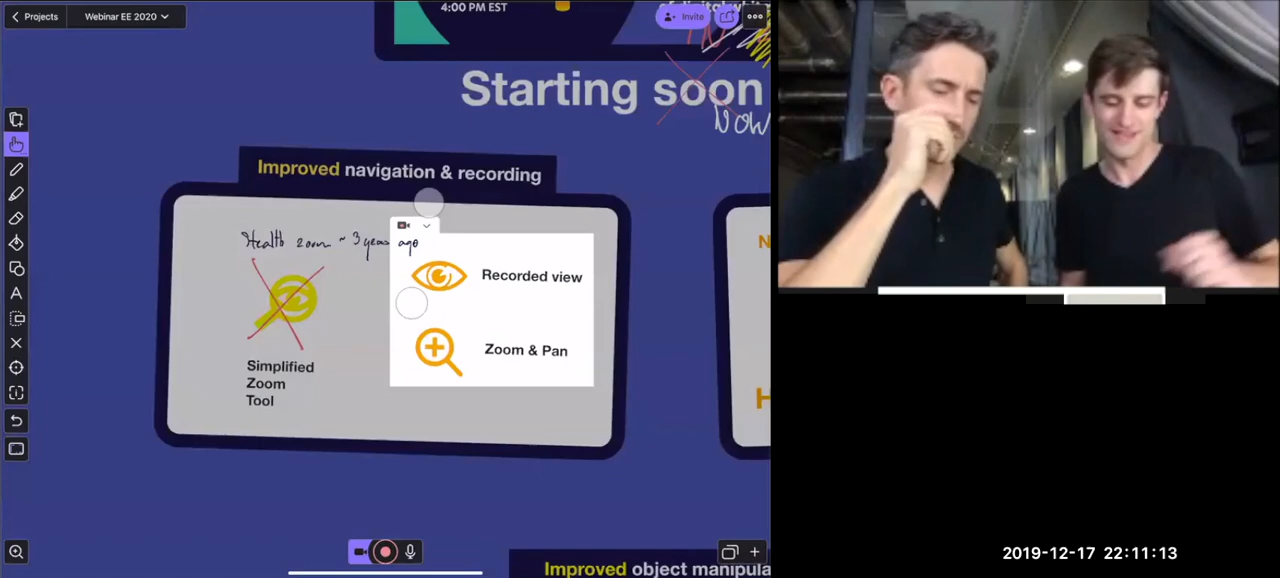 Projects
Webinar EE 2020
4:00 PM EST
Invite
Starting soon
Now
Improved navigation & recording
Health zoom ~ 3 years ago
Recorded view
Zoom & Pan
Simplified
Zoom
Tool
N
H
Improved object manipula
2019-12-17 22:11:13